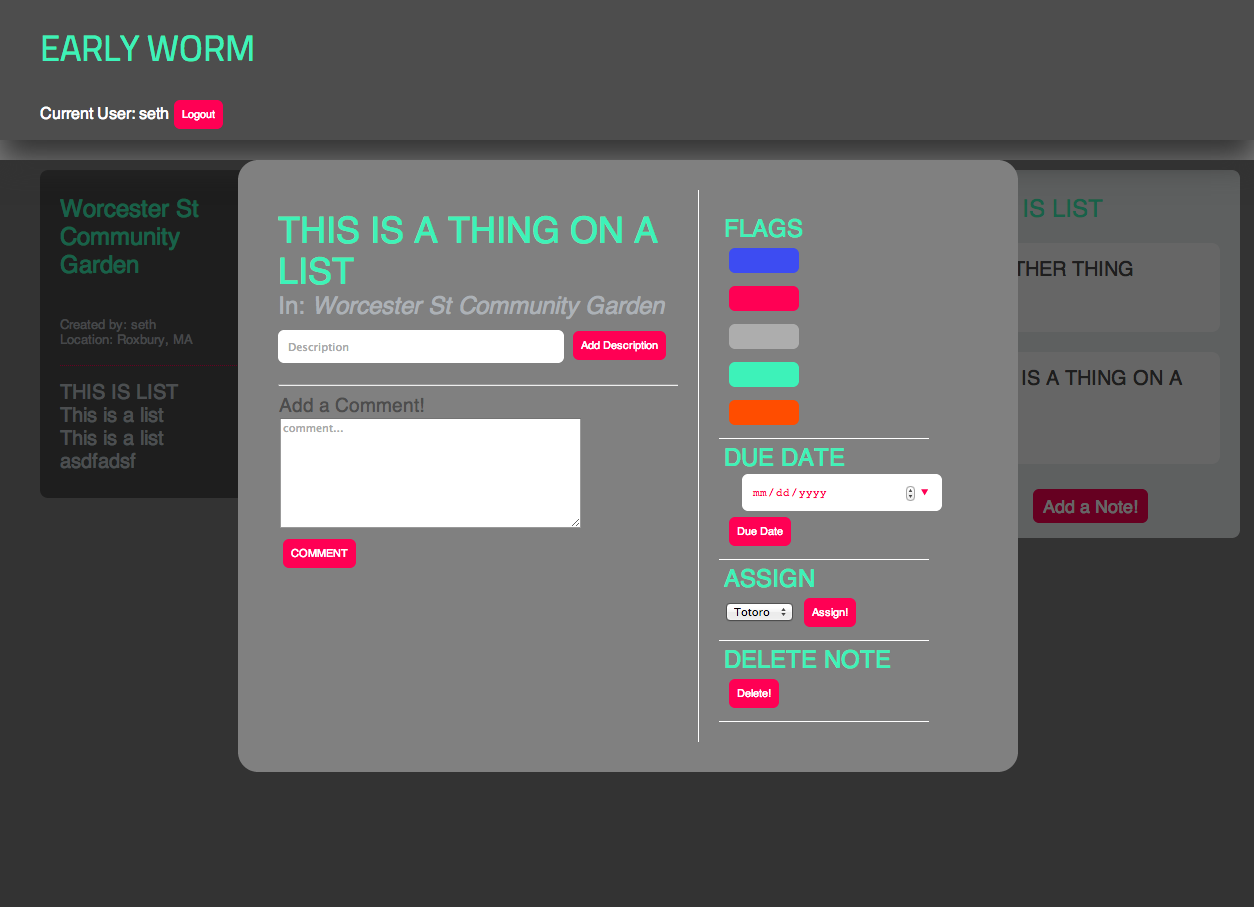 EARLY WORM
Current User: seth Logout
Worcester St
Community
Garden
Created by: seth
Location: Roxbury, MA
THIS IS LIST
This is a list
This is a list
asdfadsf
THIS IS A THING ON A
LIST
In: Worcester St Community Garden
Description Add Description
Add a Comment!
comment...
COMMENT
FLAGS
DUE DATE
mm/dd/yyyy
Due Date
ASSIGN
Totoro Assign!
DELETE NOTE
Delete!
IS LIST
THER THING
IS A THING ON A
Add a Note!